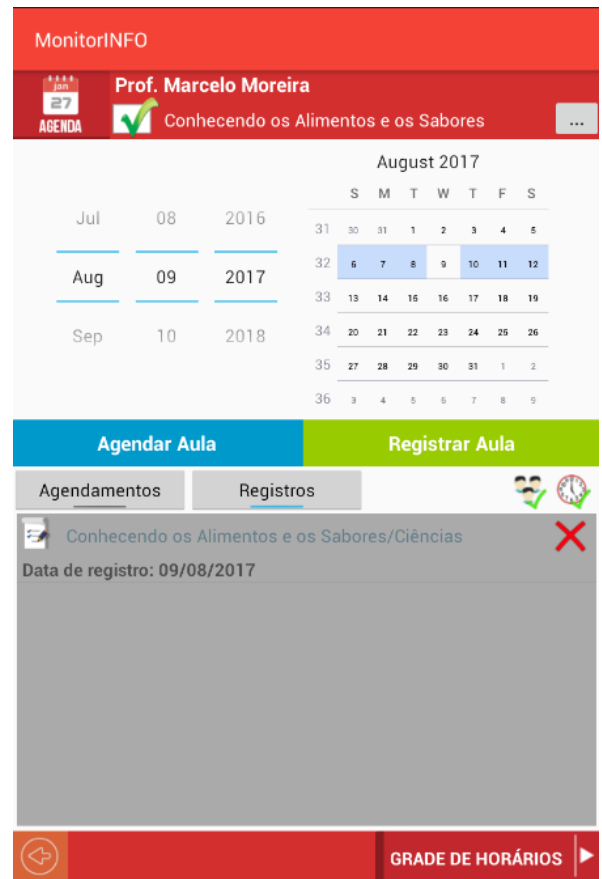 MonitorINFO
jan
27
AGENDA
Prof. Marcelo Moreira
Conhecendo os Alimentos e os Sabores
...
Jul 08 2016
Aug 09 2017
Sep 10 2018
August 2017
S M T W T F S
31 30 31 1 2 3 4 5
32 6 7 8 9 10 11 12
33 13 14 15 16 17 18 19
34 20 21 22 23 24 25 26
35 27 28 29 30 31 1 2
36 3 4 5 6 7 8 9
Agendar Aula
Registrar Aula
Agendamentos
Registros
Conhecendo os Alimentos e os Sabores/Ciências
Data de registro: 09/08/2017
GRADE DE HORÁRIOS